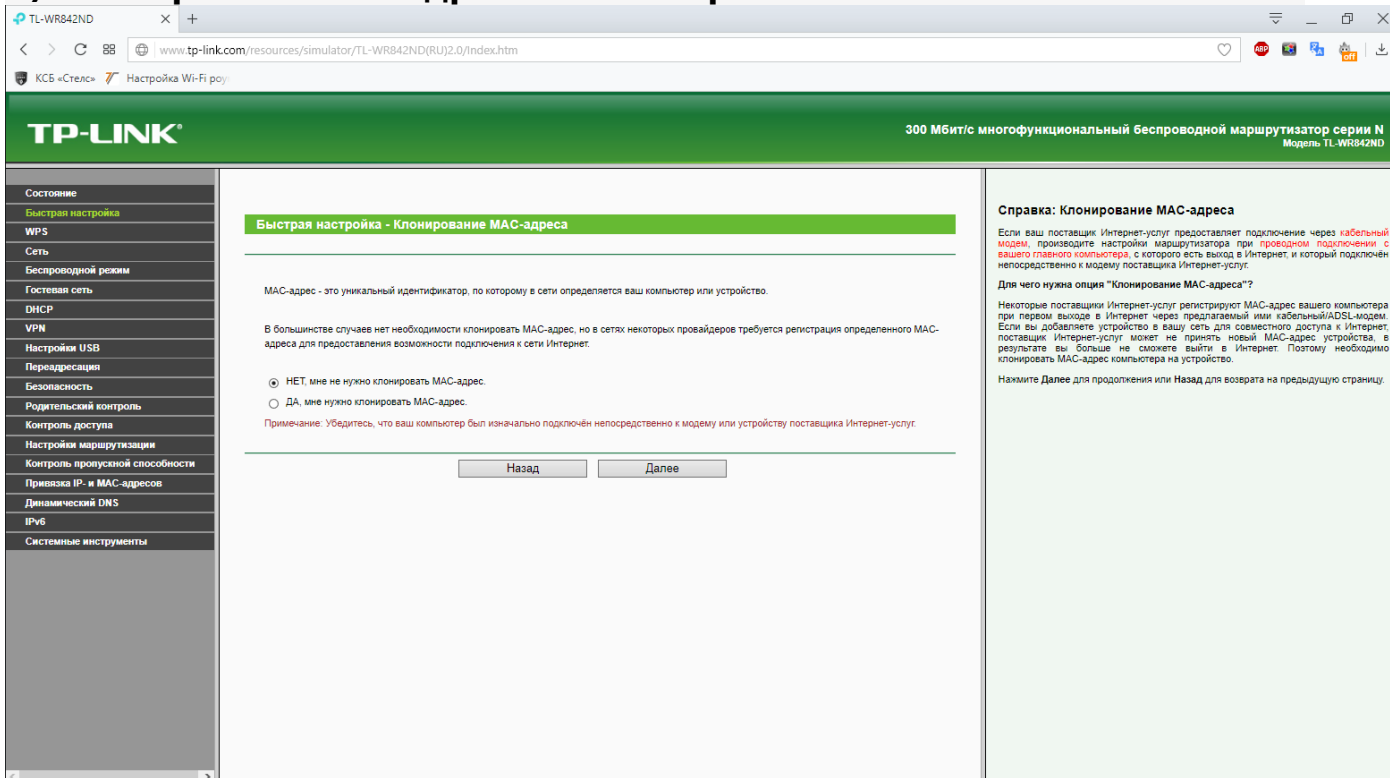 TL-WR842ND
www.tp-link.com/resources/simulator/TL-WR842ND(RU)2.0/Index.htm
ABP
off
КСБ «Стелс»
Настройка Wi-Fi роу
TP-LINK®
300 Мбит/с многофункциональный беспроводной маршрутизатор серии N
Модель TL-WR842ND
Состояние
Быстрая настройка
WPS
Сеть
Беспроводной режим
Гостевая сеть
DHCP
VPN
Настройки USB
Переадресация
Безопасность
Родительский контроль
Контроль доступа
Настройки маршрутизации
Контроль пропускной способности
Привязка IP- и MAC-адресов
Динамический DNS
IPv6
Системные инструменты
Быстрая настройка - Клонирование MAC-адреса
MAC-адрес - это уникальный идентификатор, по которому в сети определяется ваш компьютер или устройство.
В большинстве случаев нет необходимости клонировать MAC-адрес, но в сетях некоторых провайдеров требуется регистрация определенного MAC-
адреса для предоставления возможности подключения к сети Интернет.
НЕТ, мне не нужно клонировать MAC-адрес.
ДА, мне нужно клонировать MAC-адрес.
Примечание: Убедитесь, что ваш компьютер был изначально подключён непосредственно к модему или устройству поставщика Интернет-услуг.
Назад
Далее
Справка: Клонирование MAC-адреса
Если ваш поставщик Интернет-услуг предоставляет подключение через кабельный
модем, производите настройки маршрутизатора при проводном подключении с
вашего главного компьютера, с которого есть выход в Интернет, и который подключён
непосредственно к модему поставщика Интернет-услуг.
Для чего нужна опция "Клонирование MAC-адреса"?
Некоторые поставщики Интернет-услуг регистрируют MAC-адрес вашего компьютера
при первом выходе в Интернет через предлагаемый ими кабельный/ADSL-модем.
Если вы добавляете устройство в вашу сеть для совместного доступа к Интернет,
поставщик Интернет-услуг может не принять новый MAC-адрес устройства, в
результате вы больше не сможете выйти в Интернет. Поэтому необходимо
клонировать MAC-адрес компьютера на устройство.
Нажмите Далее для продолжения или Назад для возврата на предыдущую страницу.